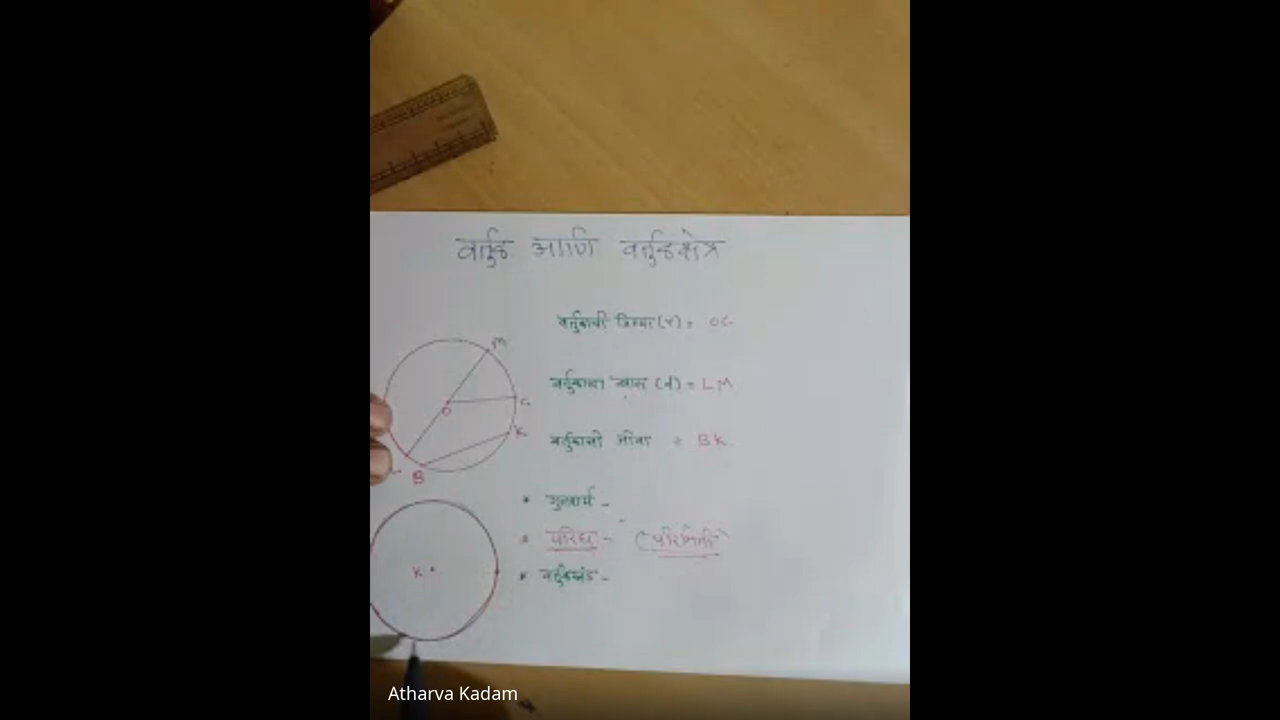 वर्तुळ आणि वर्तुळक्षेत्र
वर्तुळाची त्रिज्या (r) = OC
M
वर्तुळाचा व्यास (d) = LM
O
C
K
वर्तुळाची जीवा = BK
L
B
• गुणधर्म -
• परिघ - (परिमिती)
K
• वर्तुळखंड -
Atharva Kadam